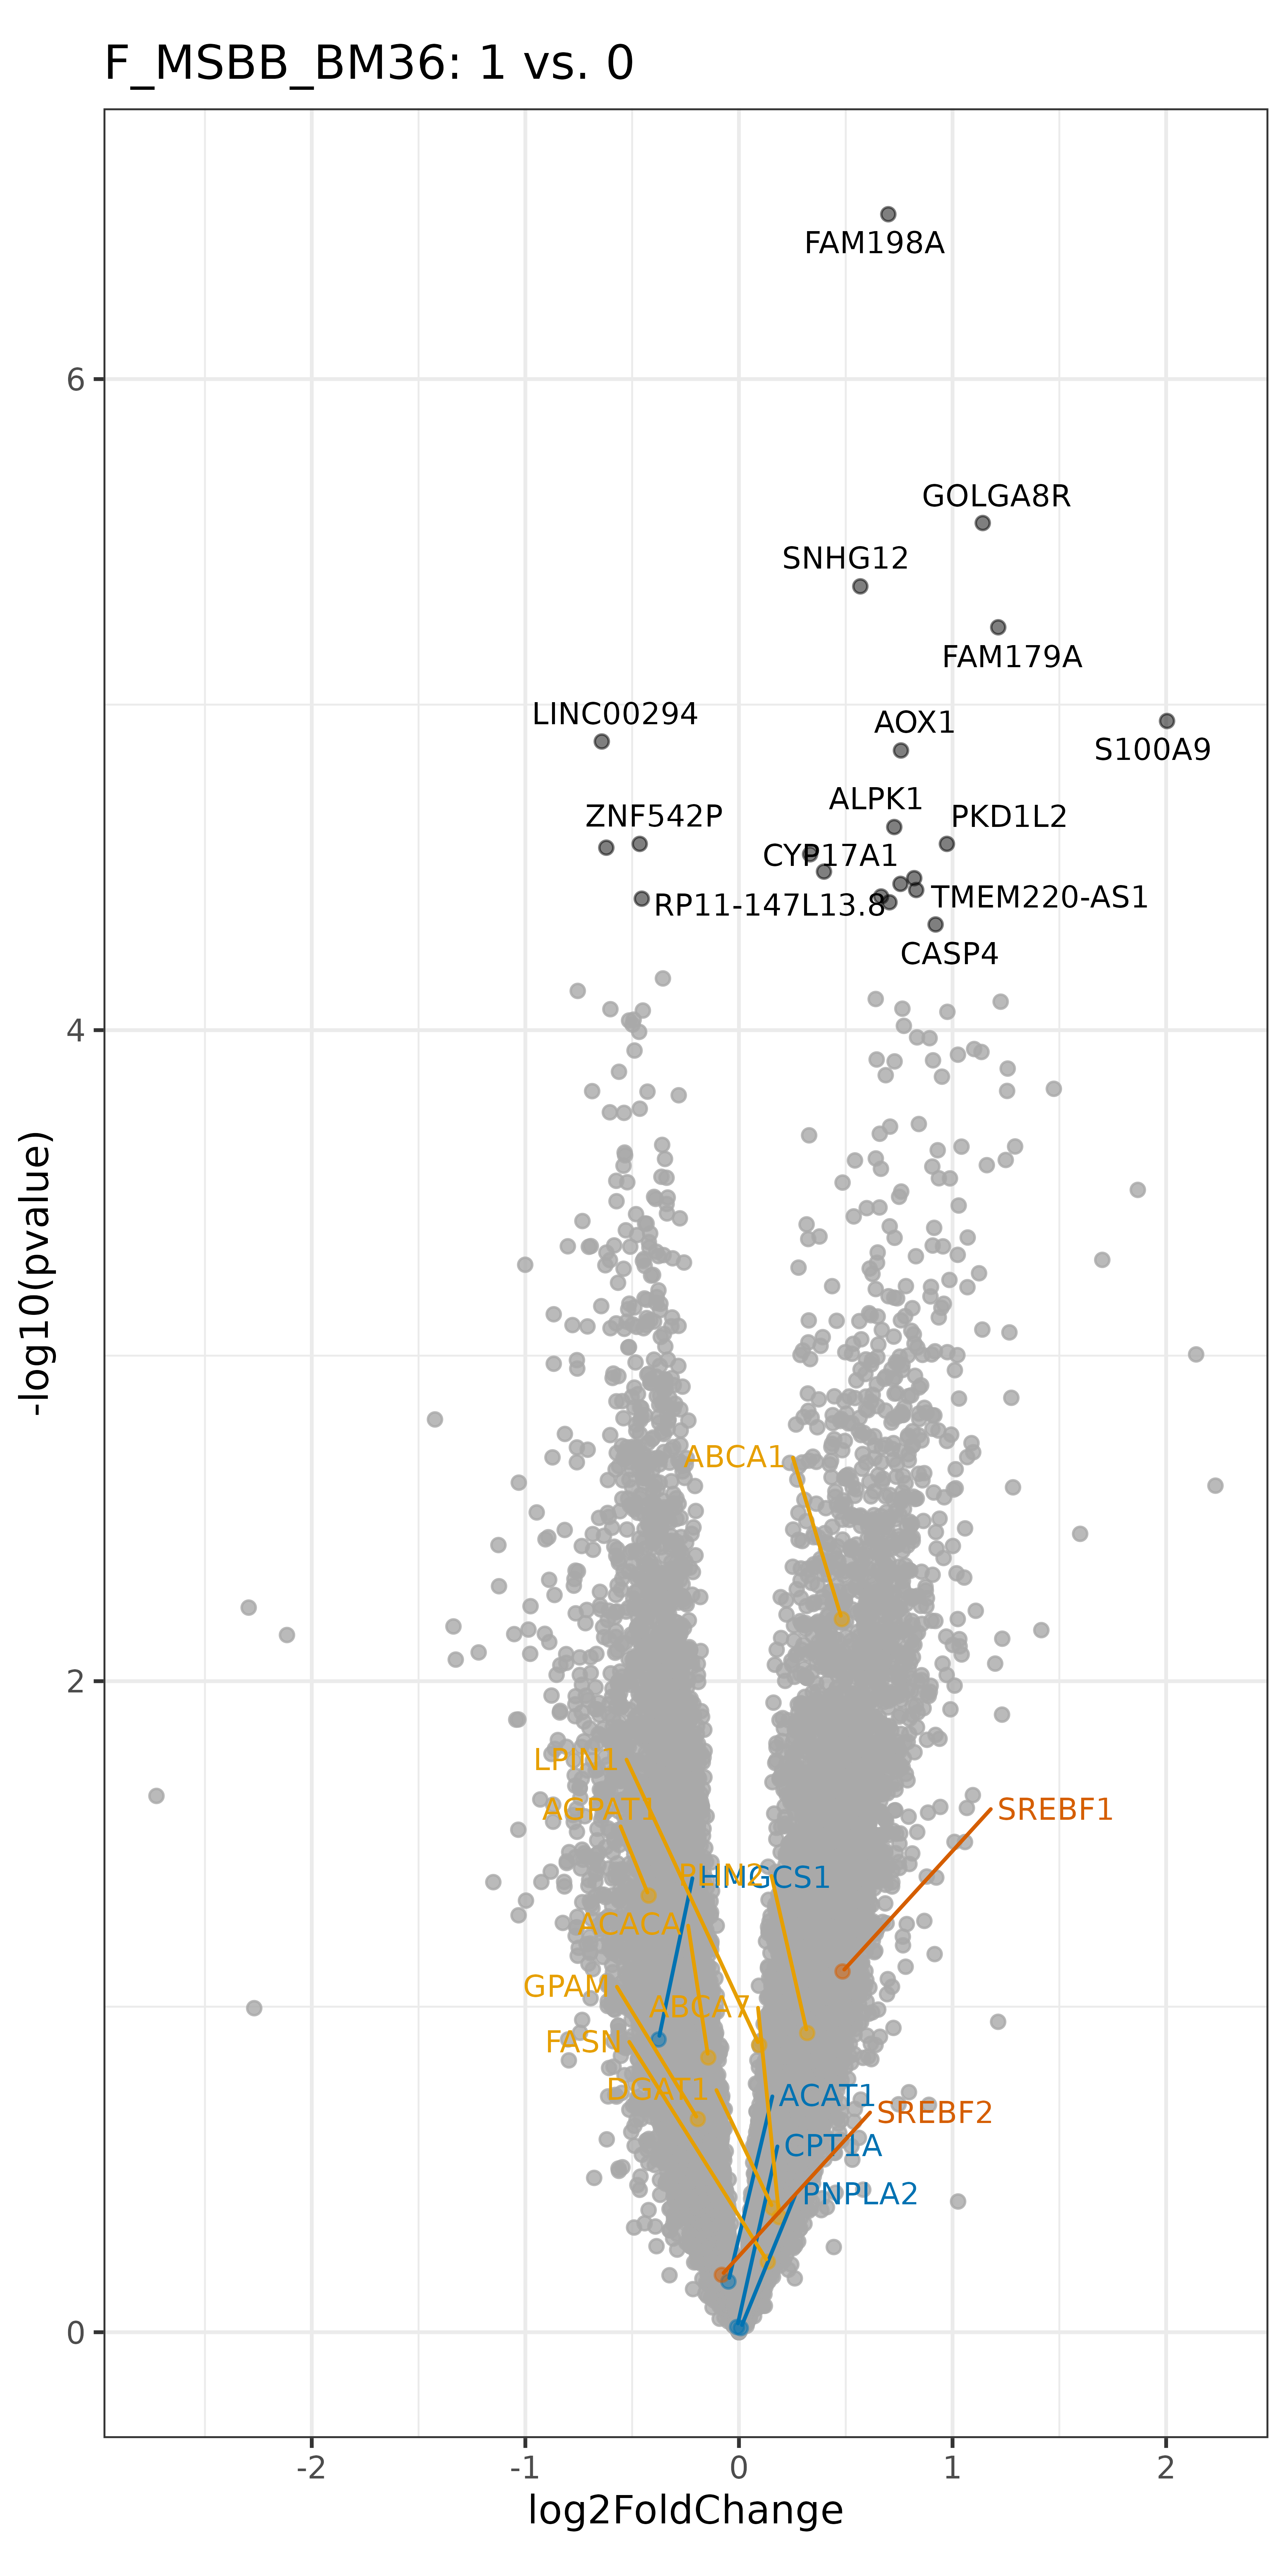 F_MSBB_BM36: 1 vs. 0
FAM198A
6
GOLGA8R
SNHG12
FAM179A
LINC00294
AOX1
S100A9
ALPK1
ZNF542P
PKD1L2
CYP17A1
RP11-147L13.8
TMEM220-AS1
CASP4
4
-log10(pvalue)
ABCA1
2
LPIN1
AGPAT1
SREBF1
PLIN2
HMGCS1
ACACA
GPAM
ABCA7
FASN
DGAT1
ACAT1
SREBF2
CPT1A
PNPLA2
0
-2
-1
0
1
2
log2FoldChange